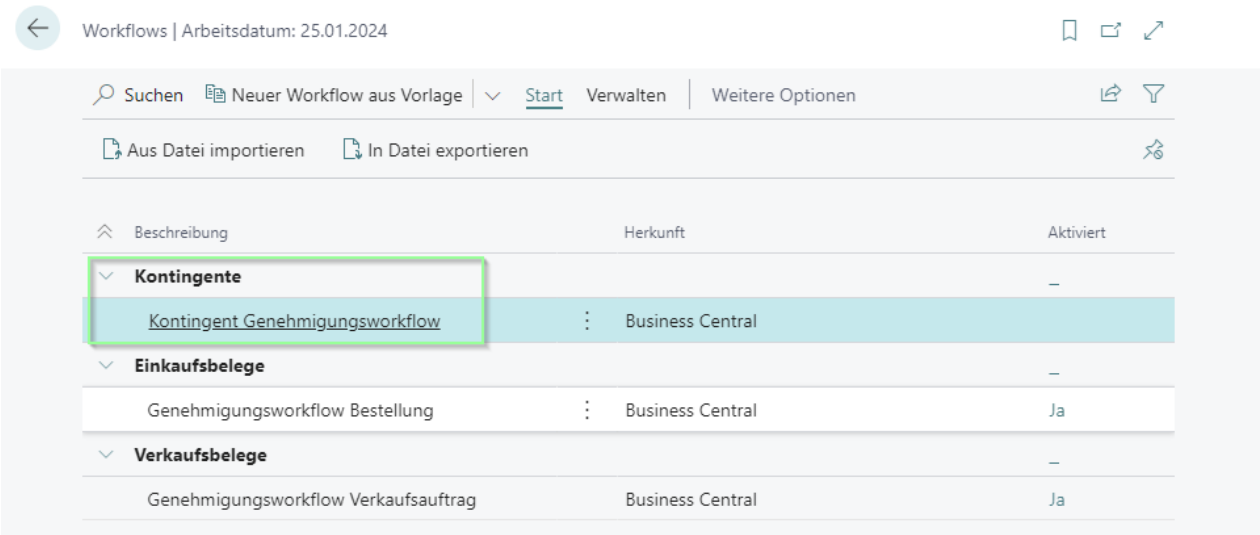 Workflows | Arbeitsdatum: 25.01.2024
Suchen Neuer Workflow aus Vorlage Start Verwalten Weitere Optionen
Aus Datei importieren In Datei exportieren
Beschreibung Herkunft Aktiviert
Kontingente _
Kontingent Genehmigungsworkflow Business Central
Einkaufsbelege _
Genehmigungsworkflow Bestellung Business Central Ja
Verkaufsbelege _
Genehmigungsworkflow Verkaufsauftrag Business Central Ja